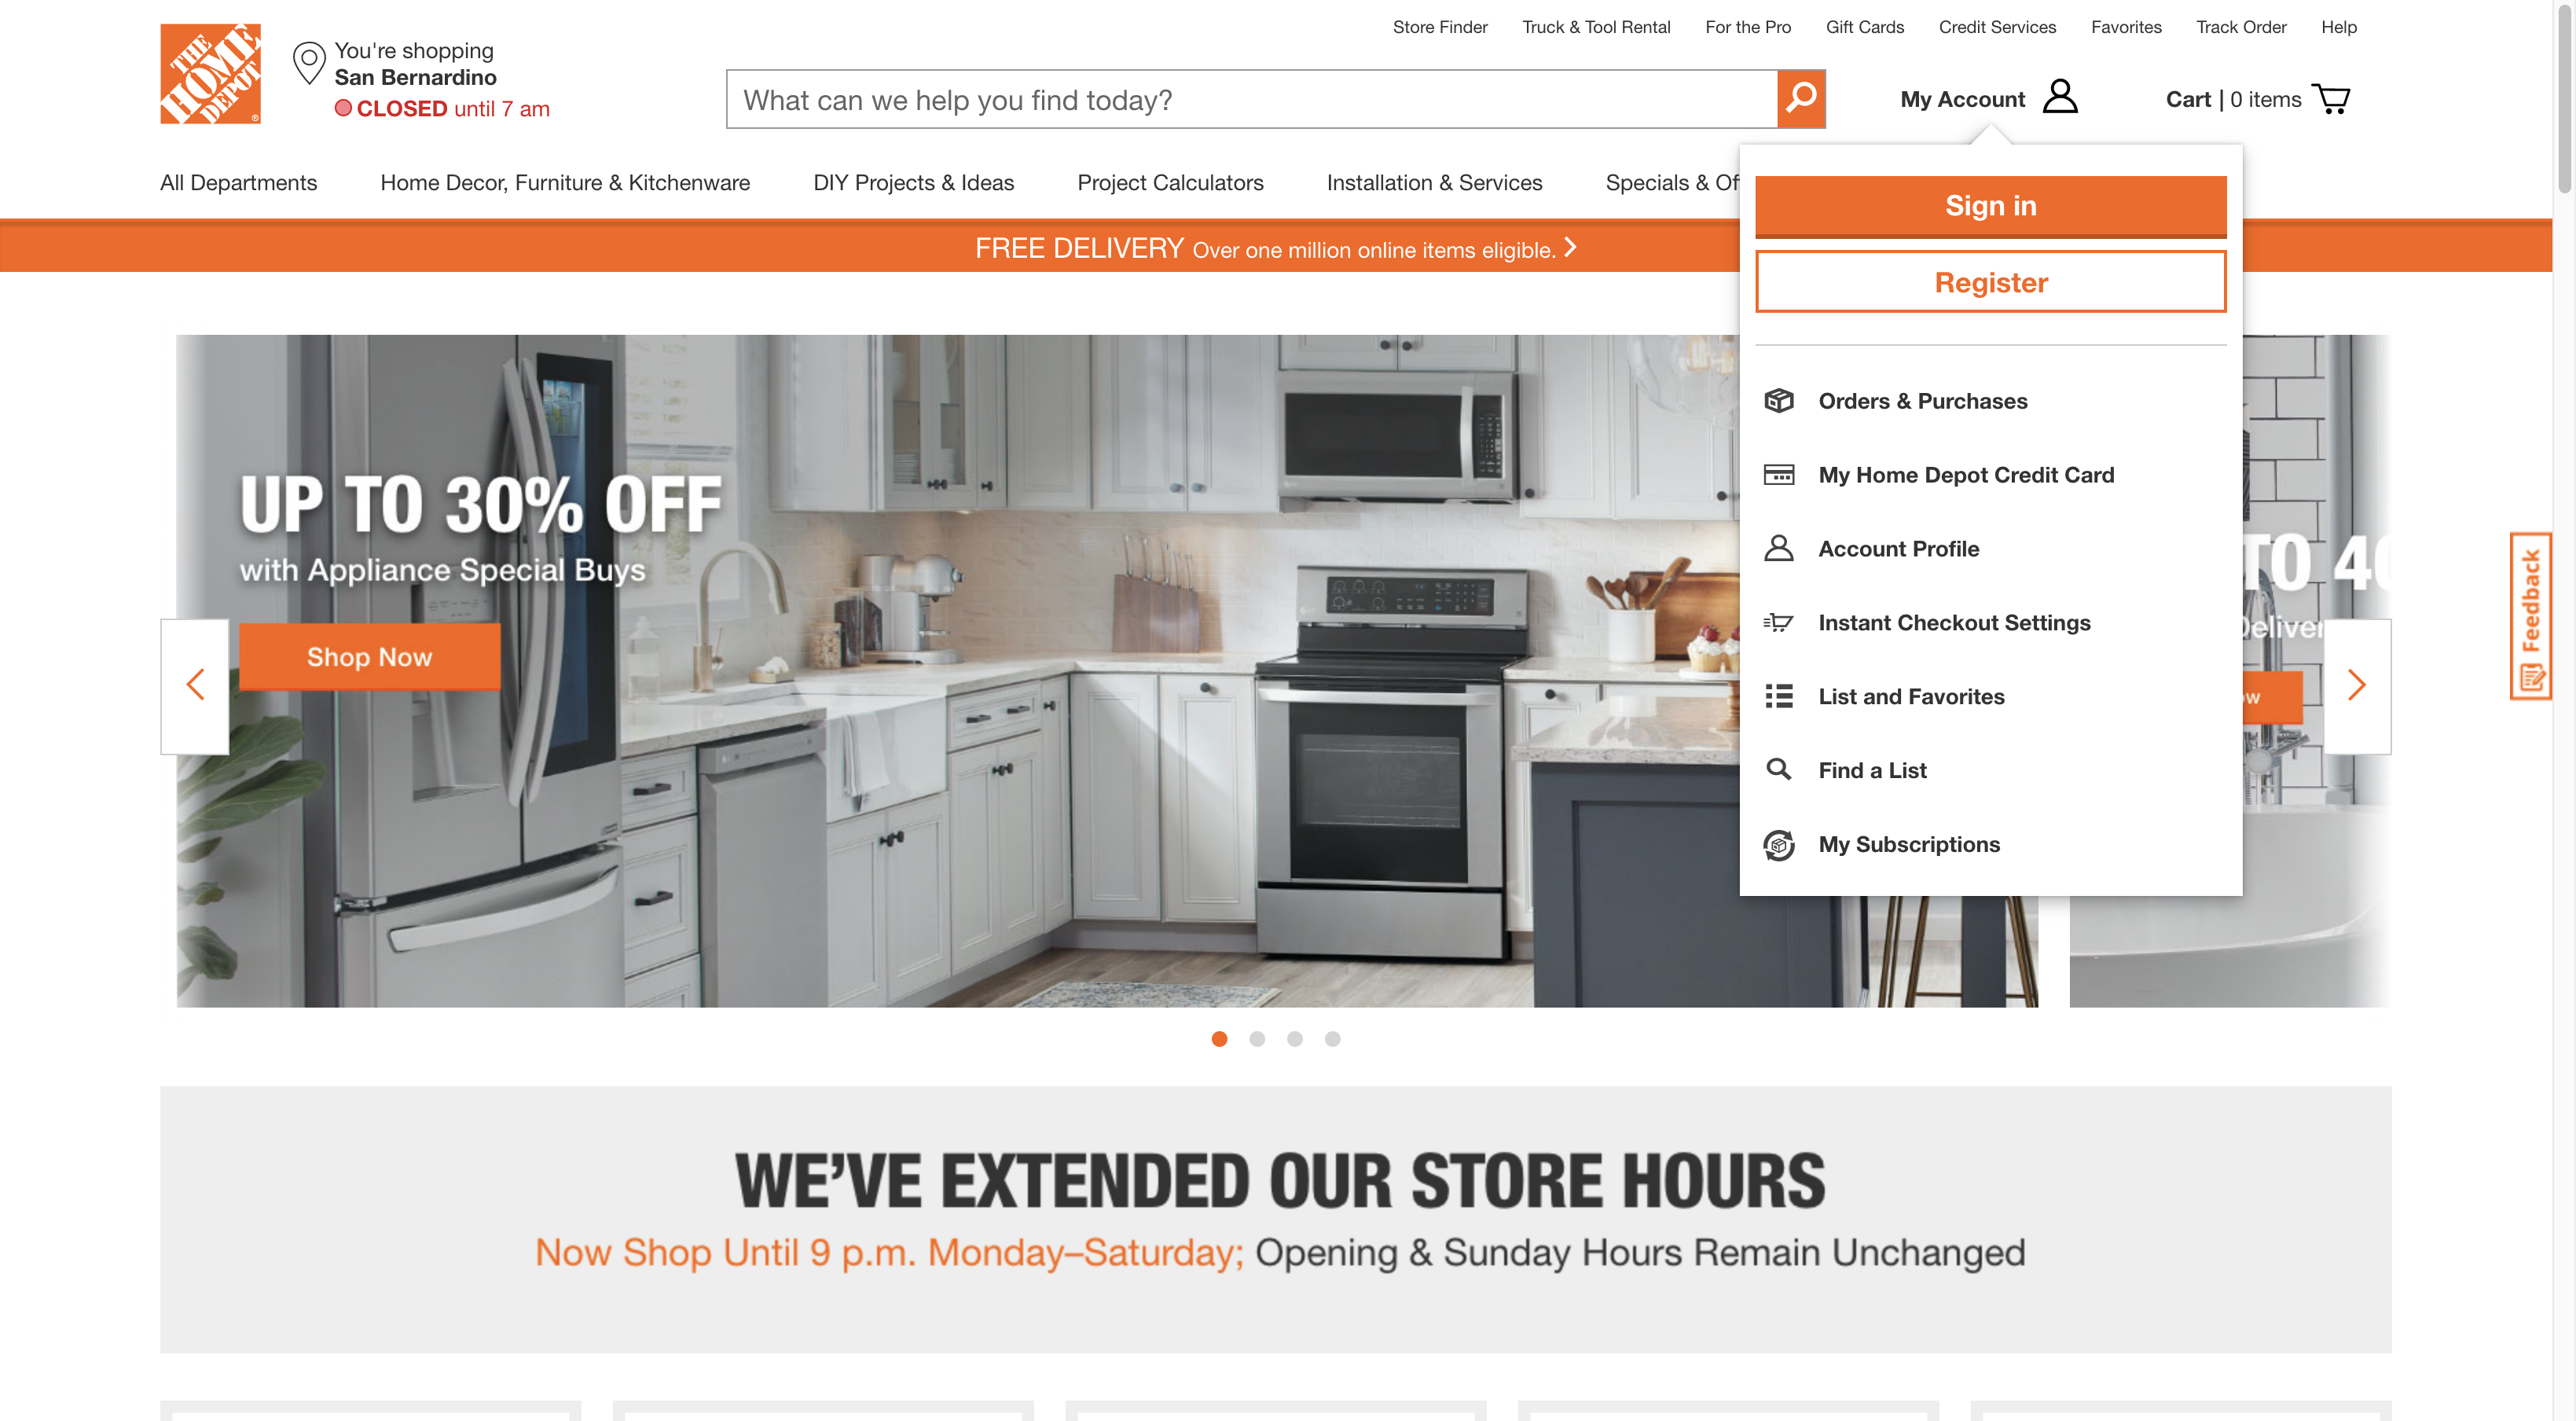 Store Finder Truck & Tool Rental For the Pro Gift Cards Credit Services Favorites Track Order Help
THE HOME DEPOT ®
You're shopping
San Bernardino
CLOSED until 7 am
What can we help you find today?
My Account
Cart | 0 items
All Departments Home Decor, Furniture & Kitchenware DIY Projects & Ideas Project Calculators Installation & Services Specials & Of
FREE DELIVERY Over one million online items eligible.
Sign in
Register
Orders & Purchases
My Home Depot Credit Card
Account Profile
Instant Checkout Settings
List and Favorites
Find a List
My Subscriptions
UP TO 30% OFF
with Appliance Special Buys
Shop Now
TO 40
Feedback
WE’VE EXTENDED OUR STORE HOURS
Now Shop Until 9 p.m. Monday–Saturday; Opening & Sunday Hours Remain Unchanged